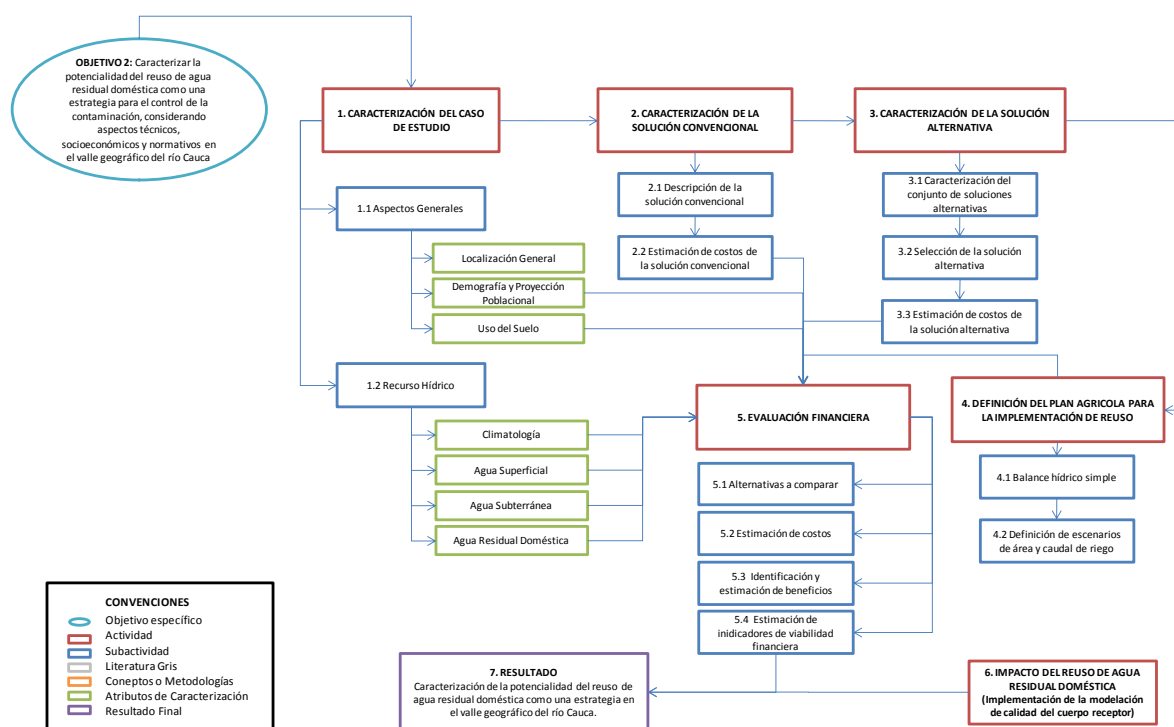 OBJETIVO 2: Caracterizar la
potencialidad del reuso de agua
residual doméstica como una
estrategia para el control de la
contaminación, considerando
aspectos técnicos,
socioeconómicos y normativos en
el valle geográfico del río Cauca
1. CARACTERIZACIÓN DEL CASO
DE ESTUDIO
2. CARACTERIZACIÓN DE LA
SOLUCIÓN CONVENCIONAL
3. CARACTERIZACIÓN DE LA SOLUCIÓN
ALTERNATIVA
1.1 Aspectos Generales
Localización General
Demografía y Proyección
Poblacional
Uso del Suelo
2.1 Descripción de la
solución convencional
2.2 Estimación de costos de
la solución convencional
3.1 Caracterización del
conjunto de soluciones
alternativas
3.2 Selección de la solución
alternativa
3.3 Estimación de costos de
la solución alternativa
1.2 Recurso Hídrico
Climatología
Agua Superficial
Agua Subterránea
Agua Residual Doméstica
5. EVALUACIÓN FINANCIERA
5.1 Alternativas a comparar
5.2 Estimación de costos
5.3 Identificación y
estimación de beneficios
5.4 Estimación de
inidicadores de viabilidad
financiera
4. DEFINICIÓN DEL PLAN AGRICOLA PARA
LA IMPLEMENTACIÓN DE REUSO
4.1 Balance hídrico simple
4.2 Definición de escenarios
de área y caudal de riego
CONVENCIONES
Objetivo específico
Actividad
Subactividad
Literatura Gris
Coneptos o Metodologías
Atributos de Caracterización
Resultado Final
7. RESULTADO
Caracterización de la potencialidad del reuso de
agua residual doméstica como una estrategia en
el valle geográfico del río Cauca.
6. IMPACTO DEL REUSO DE AGUA
RESIDUAL DOMÉSTICA
(Implementación de la modelación
de calidad del cuerpo receptor)